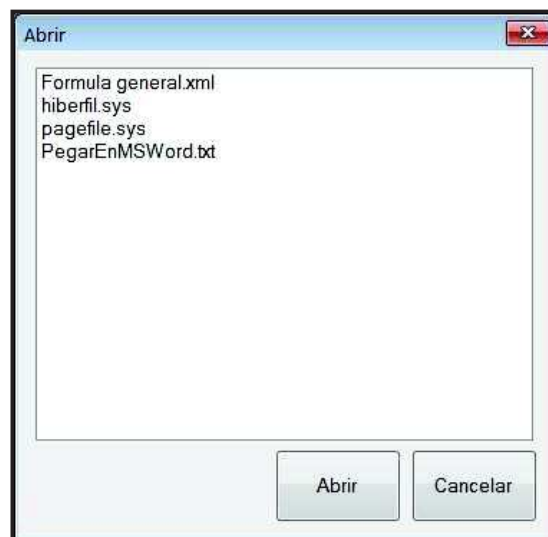 Abrir
Formula general.xml
hiberfil.sys
pagefile.sys
PegarEnMSWord.txt
Abrir
Cancelar